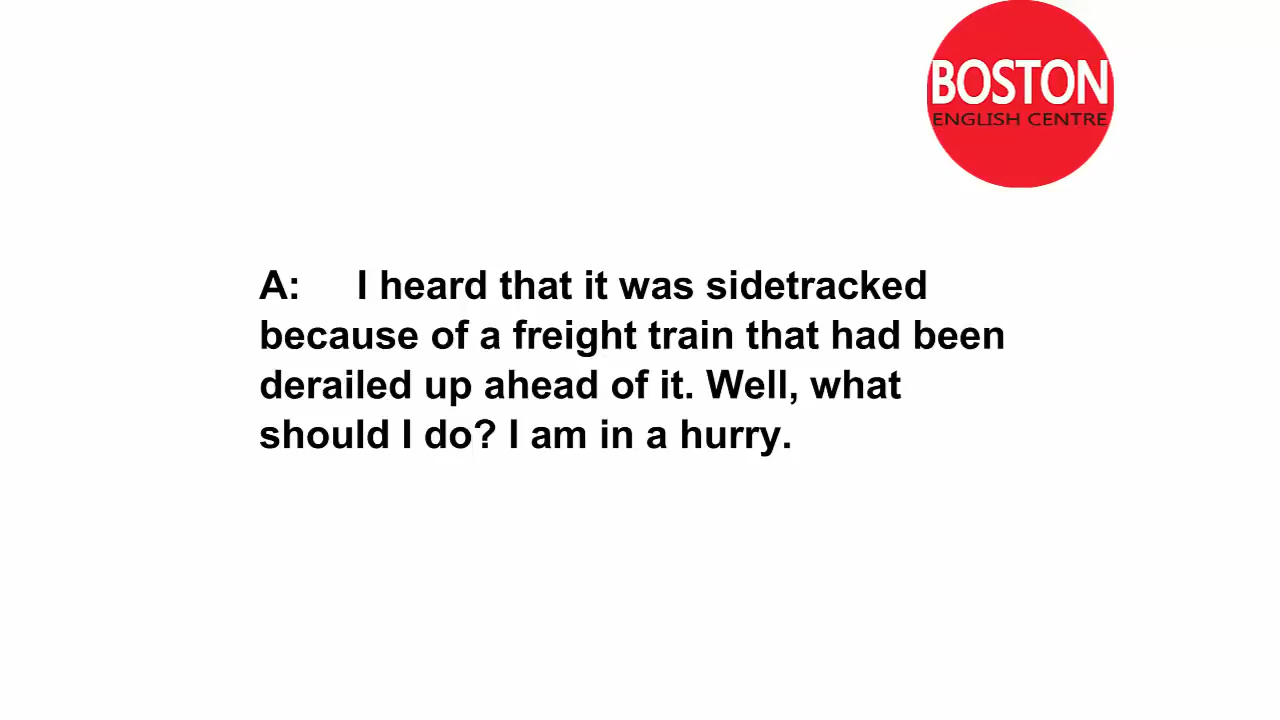 BOSTON
ENGLISH CENTRE
A: I heard that it was sidetracked
because of a freight train that had been
derailed up ahead of it. Well, what
should I do? I am in a hurry.